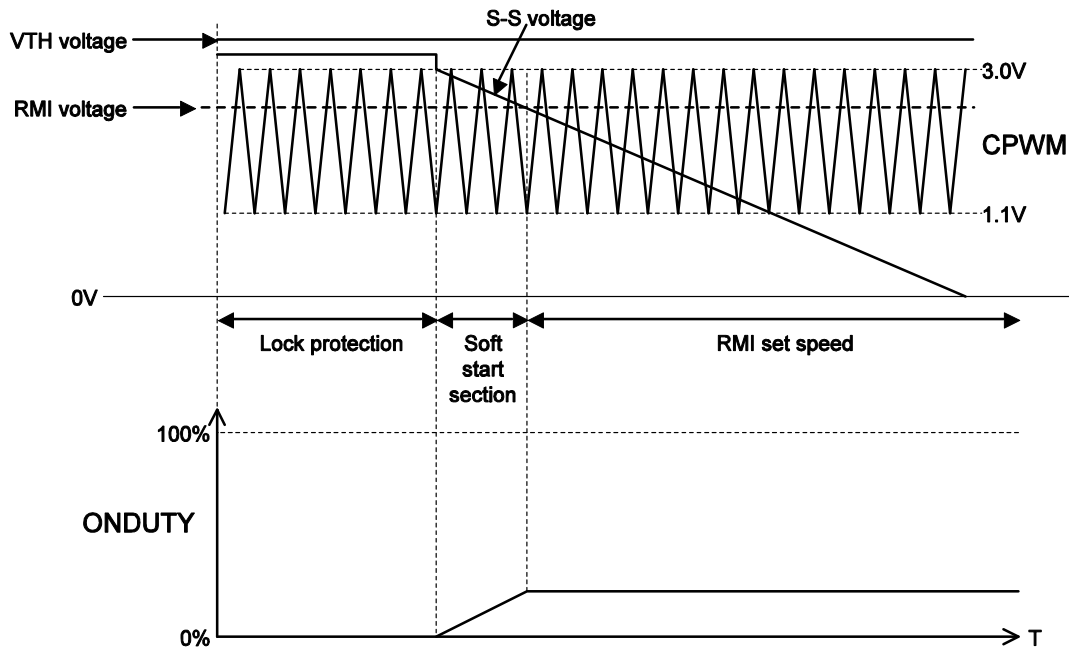 S-S voltage
VTH voltage
3.0V
RMI voltage
CPWM
1.1V
0V
Lock protection
Soft
start
section
RMI set speed
100%
ONDUTY
0%
T